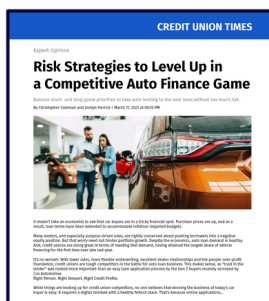 CREDIT UNION TIMES
Expert Opinion
Risk Strategies to Level Up in
a Competitive Auto Finance Game
Balance short- and long-game priorities to take auto lending to the next level without too much risk.
By Christopher Coleman and Jovilyn Herrick | March 17, 2023 at 08:10 PM
It doesn't take an economist to see that car buyers are in a tricky financial spot. Purchase prices are up, and as a
result, loan terms have been extended to accommodate inflation-impaired budgets.
Many lenders, and especially purpose-driven ones, are rightly concerned about pushing borrowers into a negative
equity position. But that worry need not hinder portfolio growth. Despite the economics, auto loan demand is healthy.
And, credit unions are doing great in terms of meeting that demand, having attained the largest share of vehicle
financing for the first time ever late last year.
It's no wonder. With lower rates, more flexible underwriting, excellent dealer relationships and the people-over-profit
foundation, credit unions are tough competitors in the battle for auto loan business. This makes sense, as "trust in the
lender" was ranked more important than an easy loan application process by the Gen Z buyers recently surveyed by
Cox Automotive.
Right Person. Right Amount. Right Credit Profile.
While things are looking up for credit union competitors, no one believes that winning the business of today's car
buyer is easy. It requires a digital mindset with a healthy fintech stack. That's because online applications...